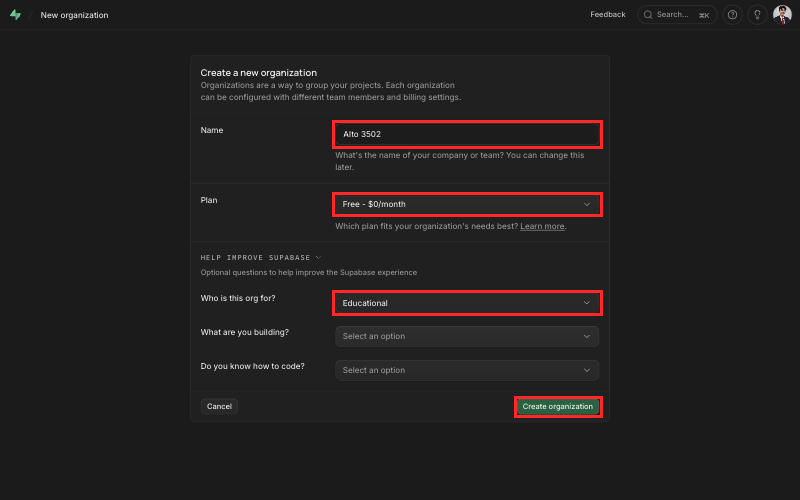 New organization
Feedback
Search... ⌘K
Create a new organization
Organizations are a way to group your projects. Each organization
can be configured with different team members and billing settings.
Name
Alto 3502
What's the name of your company or team? You can change this
later.
Plan
Free - $0/month
Which plan fits your organization's needs best? Learn more.
HELP IMPROVE SUPABASE
Optional questions to help improve the Supabase experience
Who is this org for?
Educational
What are you building?
Select an option
Do you know how to code?
Select an option
Cancel
Create organization